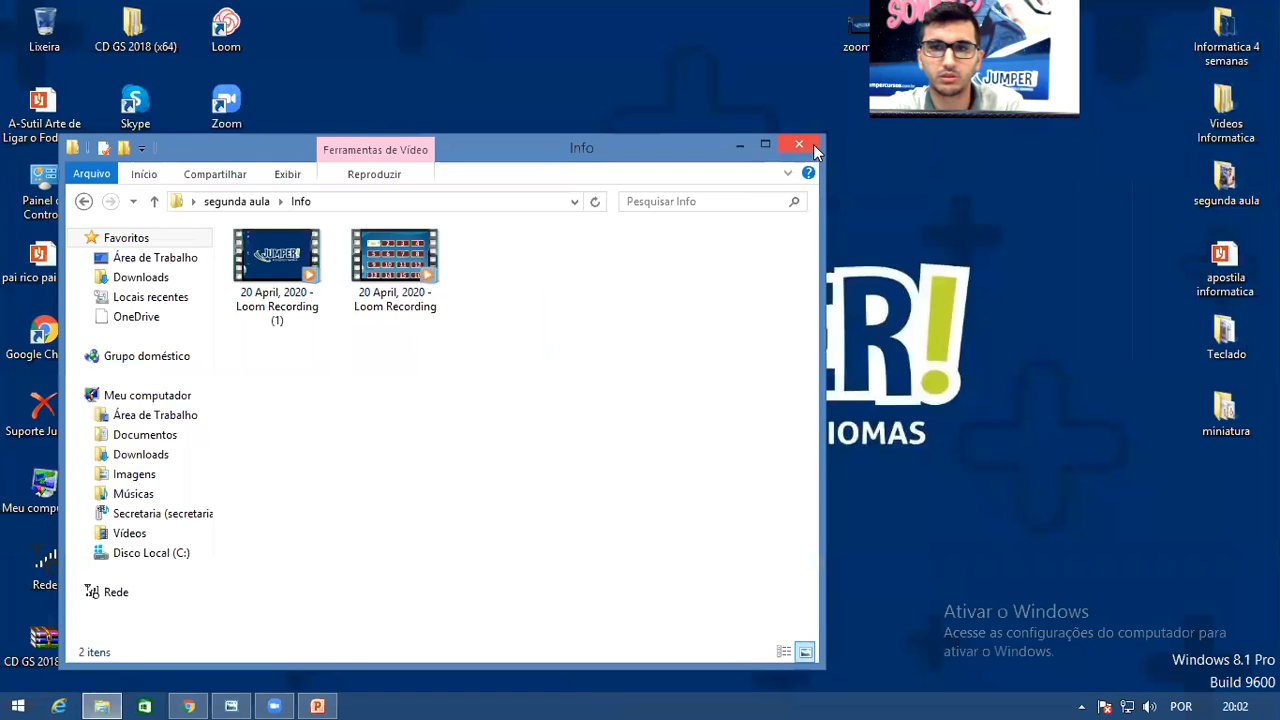 Lixeira
CD GS 2018 (x64)
Loom
zoom
JUMPER
Informatica 4
semanas
A-Sutil Arte de
Ligar o Fod
Skype
Zoom
Videos
Informatica
Ferramentas de Vídeo
Info
Arquivo
Início
Compartilhar
Exibir
Reproduzir
segunda aula
Info
Pesquisar Info
Painel
Contro
segunda aula
Favoritos
Área de Trabalho
Downloads
Locais recentes
OneDrive
JUMPER
20 April, 2020 -
Loom Recording
(1)
20 April, 2020 -
Loom Recording
pai rico pai
apostila
informatica
Google Ch
Grupo doméstico
Teclado
ER!
IOMAS
Meu computador
Área de Trabalho
Documentos
Downloads
Imagens
Músicas
Secretaria (secretaria
Vídeos
Disco Local (C:)
Suporte Ju
miniatura
Meu compu
Rede
Rede
CD GS 2018
2 itens
Ativar o Windows
Acesse as configurações do computador para
ativar o Windows.
Windows 8.1 Pro
Build 9600
POR
20:02